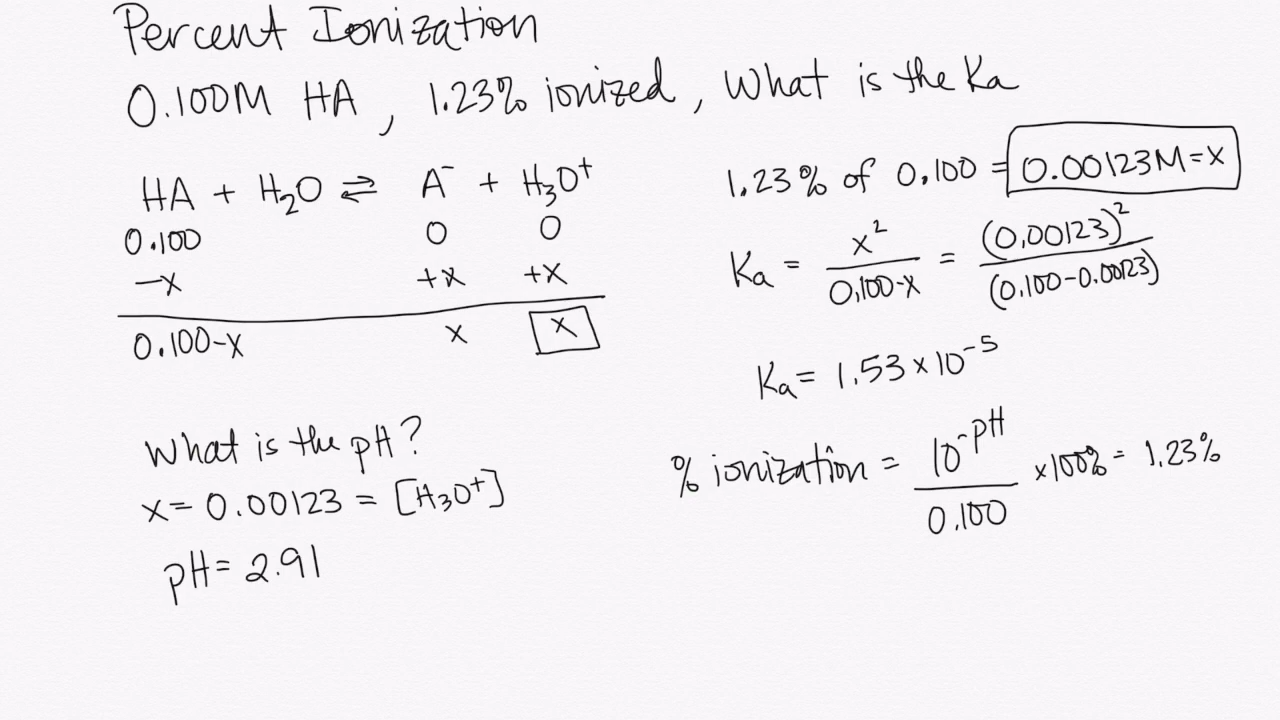 Percent Ionization
0.100M HA, 1.23% ionized, What is the Ka
HA + H₂O ⇌ A⁻ + H₃O⁺
0.100 0 0
-x +x +x
0.100-x x x
What is the pH?
x = 0.00123 = [H₃O⁺]
pH = 2.91
1.23% of 0.100 = 0.00123M = x
Ka = x² / 0.100-x = (0.00123)² / (0.100-0.00123)
Ka = 1.53 x 10⁻⁵
% ionization = 10^-pH / 0.100 x100% = 1.23%